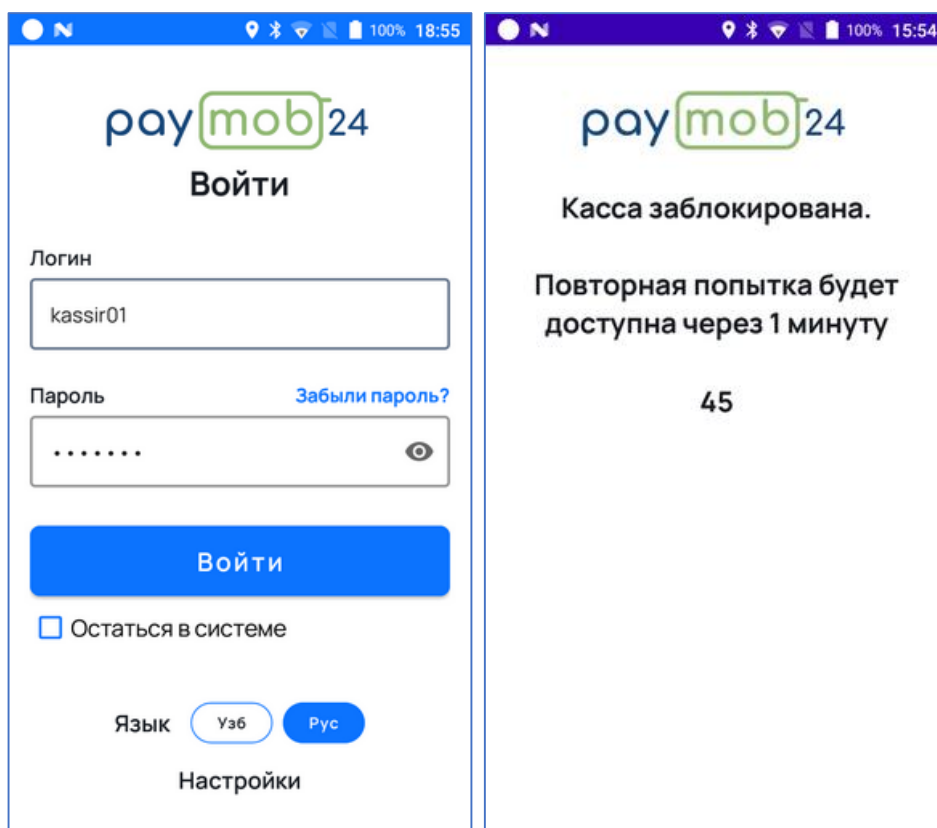 100% 18:55
paymob24
Войти
Логин
kassir01
Пароль Забыли пароль?
Войти
Остаться в системе
Язык Узб Рус
Настройки
100% 15:54
paymob24
Касса заблокирована.
Повторная попытка будет
доступна через 1 минуту
45